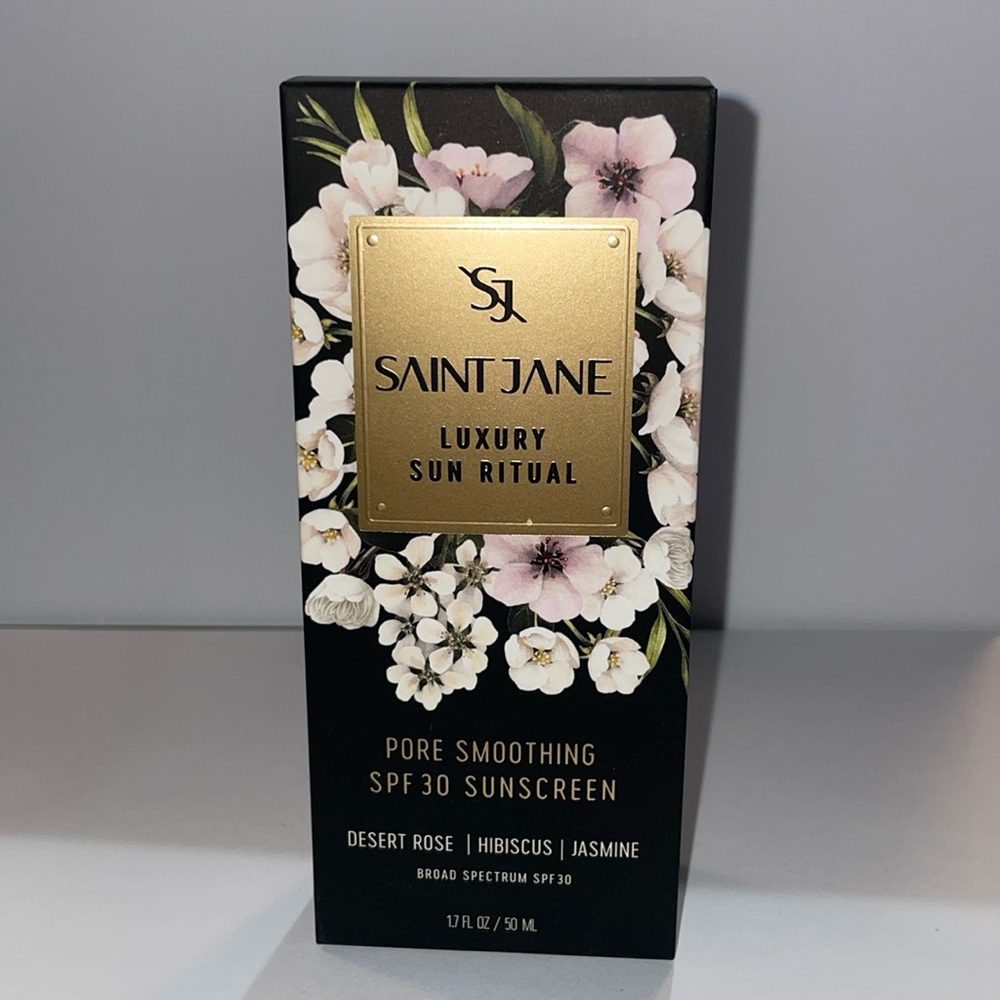 SJ
SAINT JANE
LUXURY
SUN RITUAL
PORE SMOOTHING
SPF 30 SUNSCREEN
DESERT ROSE | HIBISCUS | JASMINE
BROAD SPECTRUM SPF30
1.7 FL OZ / 50 ML